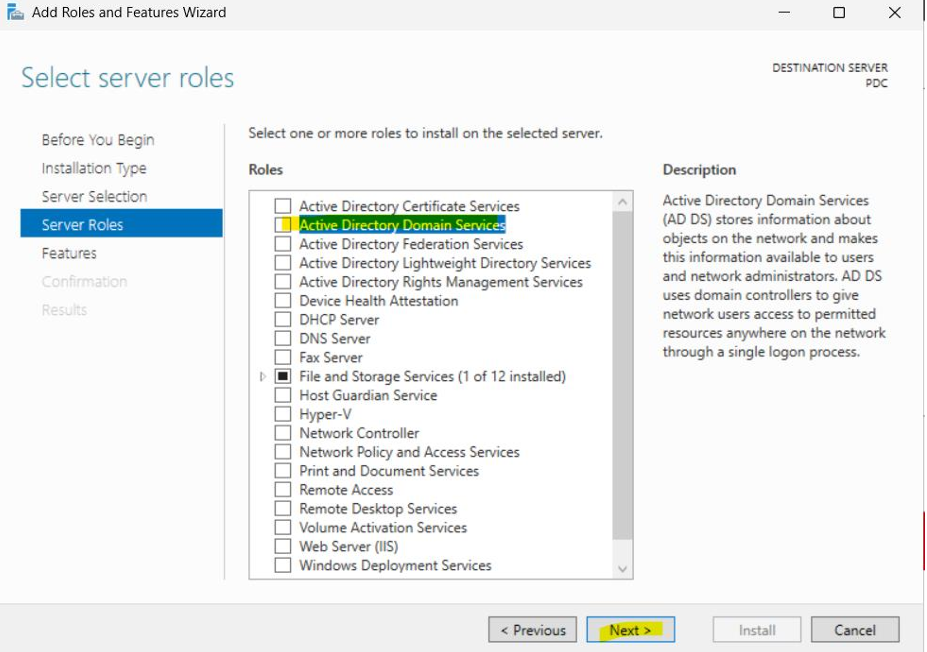 Add Roles and Features Wizard
Select server roles
DESTINATION SERVER
PDC
Before You Begin
Installation Type
Server Selection
Server Roles
Features
Confirmation
Results
Select one or more roles to install on the selected server.
Roles
Active Directory Certificate Services
Active Directory Domain Services
Active Directory Federation Services
Active Directory Lightweight Directory Services
Active Directory Rights Management Services
Device Health Attestation
DHCP Server
DNS Server
Fax Server
File and Storage Services (1 of 12 installed)
Host Guardian Service
Hyper-V
Network Controller
Network Policy and Access Services
Print and Document Services
Remote Access
Remote Desktop Services
Volume Activation Services
Web Server (IIS)
Windows Deployment Services
Description
Active Directory Domain Services
(AD DS) stores information about
objects on the network and makes
this information available to users
and network administrators. AD DS
uses domain controllers to give
network users access to permitted
resources anywhere on the network
through a single logon process.
< Previous
Next >
Install
Cancel